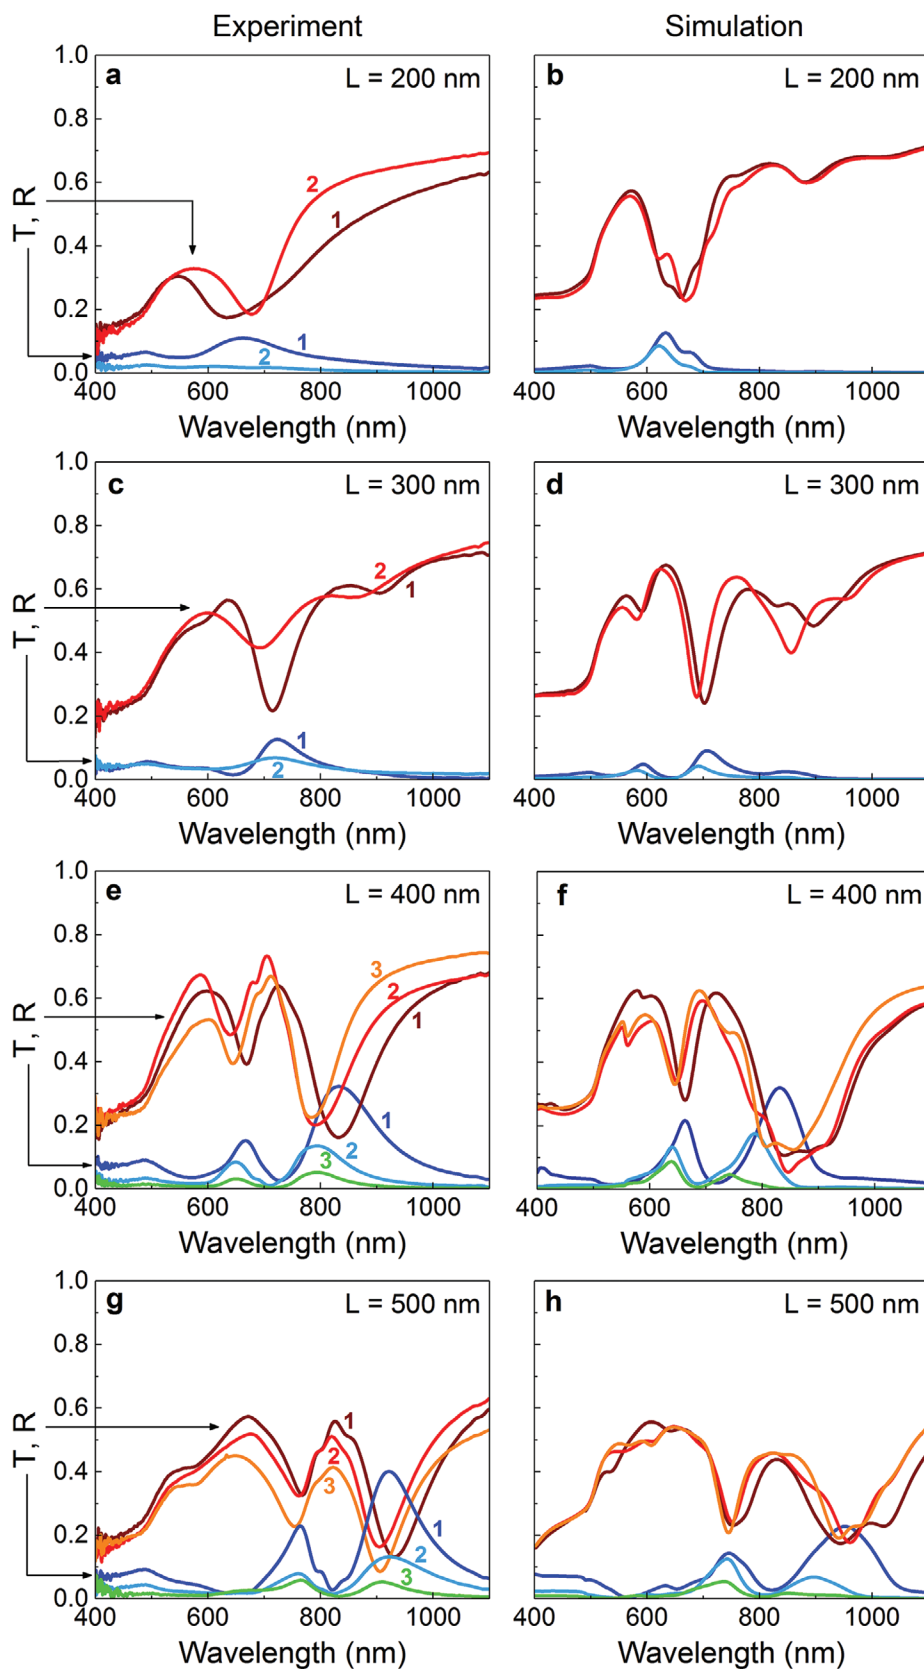 Experiment Simulation
a L = 200 nm
b L = 200 nm
1.0
0.8
0.6
0.4
0.2
0.0
T, R
2
1
1
2
400 600 800 1000
400 600 800 1000
Wavelength (nm) Wavelength (nm)
c L = 300 nm
d L = 300 nm
1.0
0.8
0.6
0.4
0.2
0.0
T, R
2
1
1
2
400 600 800 1000
400 600 800 1000
Wavelength (nm) Wavelength (nm)
e L = 400 nm
f L = 400 nm
1.0
0.8
0.6
0.4
0.2
0.0
T, R
3
2
1
1
2
3
400 600 800 1000
400 600 800 1000
Wavelength (nm) Wavelength (nm)
g L = 500 nm
h L = 500 nm
1.0
0.8
0.6
0.4
0.2
0.0
T, R
1
2
3
1
2
3
400 600 800 1000
400 600 800 1000
Wavelength (nm) Wavelength (nm)